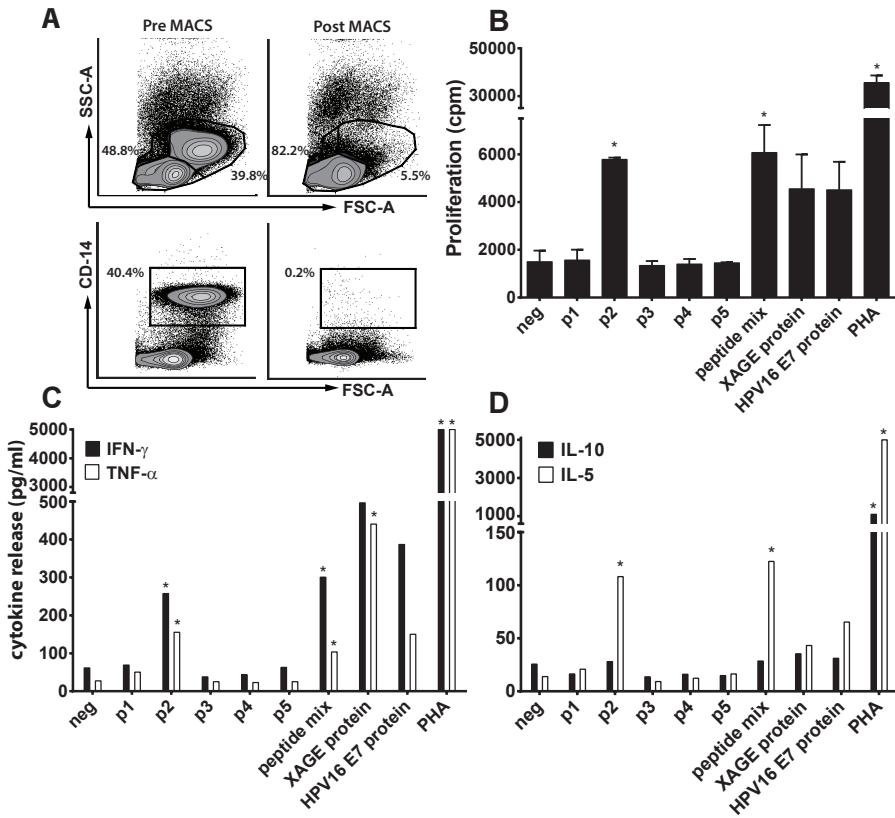 A
Pre MACS
Post MACS
SSC-A
48.8%
39.8%
82.2%
5.5%
FSC-A
CD-14
40.4%
0.2%
FSC-A
B
Proliferation (cpm)
50000
30000
6000
4000
2000
0
*
*
*
neg
p1
p2
p3
p4
p5
peptide mix
XAGE protein
HPV16 E7 protein
PHA
C
cytokine release (pg/ml)
IFN-γ
TNF-α
5000
4000
3000
500
400
300
200
100
0
*
*
*
*
*
*
*
neg
p1
p2
p3
p4
p5
peptide mix
XAGE protein
HPV16 E7 protein
PHA
D
IL-10
IL-5
5000
4000
3000
2000
1000
150
100
50
0
*
*
*
*
neg
p1
p2
p3
p4
p5
peptide mix
XAGE protein
HPV16 E7 protein
PHA